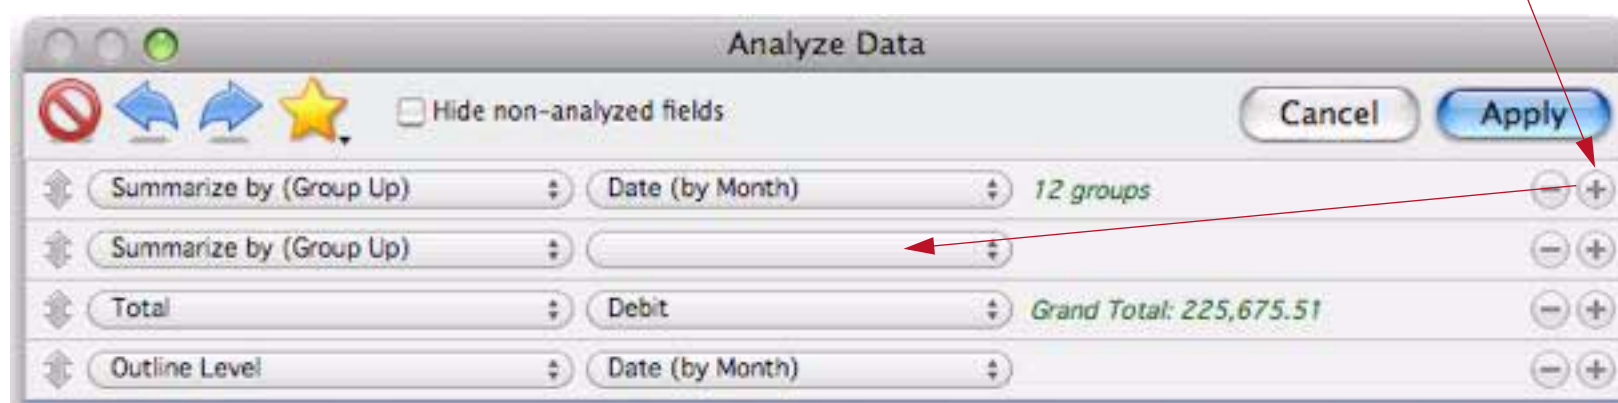 Analyze Data
Hide non-analyzed fields Cancel Apply
Summarize by (Group Up) Date (by Month) 12 groups
Summarize by (Group Up)
Total Debit Grand Total: 225,675.51
Outline Level Date (by Month)